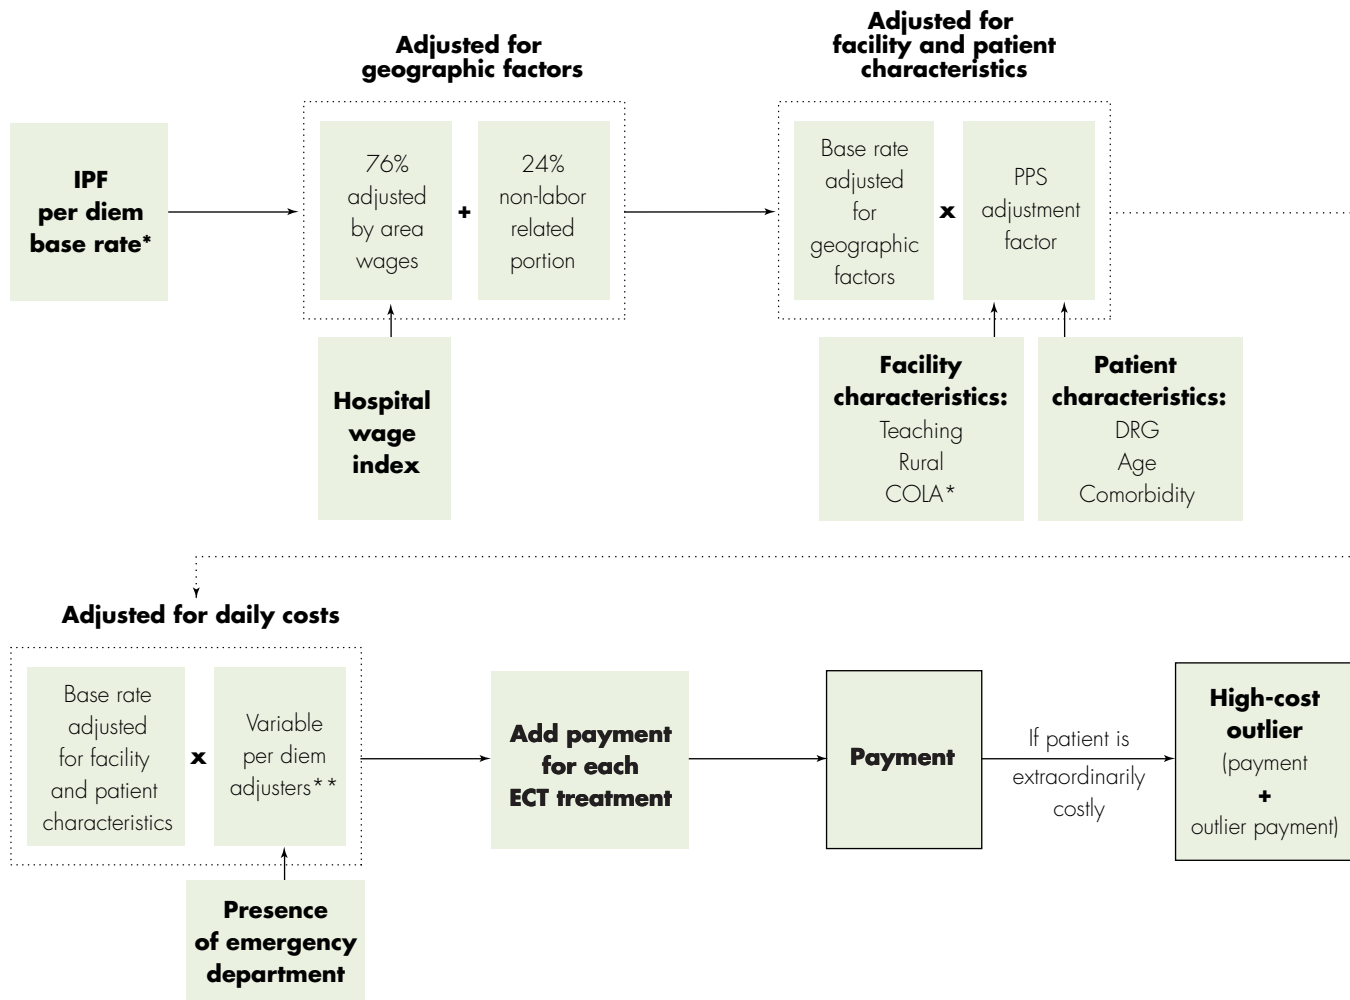 Adjusted for
geographic factors
Adjusted for
facility and patient
characteristics
IPF
per diem
base rate*
76%
adjusted
by area
wages
+
24%
non-labor
related
portion
Base rate
adjusted
for
geographic
factors
x
PPS
adjustment
factor
Hospital
wage
index
Facility
characteristics:
Teaching
Rural
COLA*
Patient
characteristics:
DRG
Age
Comorbidity
Adjusted for daily costs
Base rate
adjusted
for facility
and patient
characteristics
x
Variable
per diem
adjusters**
Presence
of emergency
department
Add payment
for each
ECT treatment
Payment
If patient is
extraordinarily
costly
High-cost
outlier
(payment
+
outlier payment)